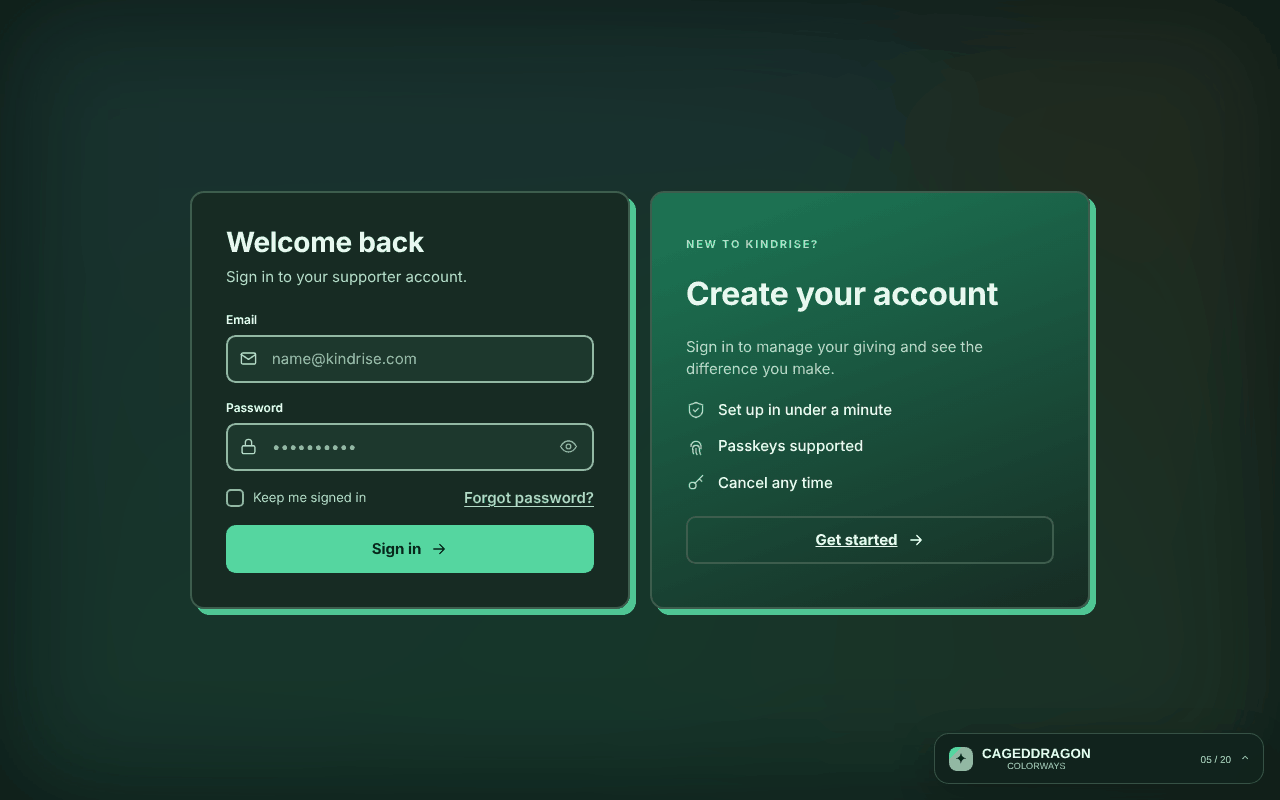 Welcome back
Sign in to your supporter account.
Email
name@kindrise.com
Password
••••••••••
Keep me signed in
Forgot password?
Sign in →
NEW TO KINDRISE?
Create your account
Sign in to manage your giving and see the
difference you make.
Set up in under a minute
Passkeys supported
Cancel any time
Get started →
CAGEDDRAGON
COLORWAYS
05 / 20